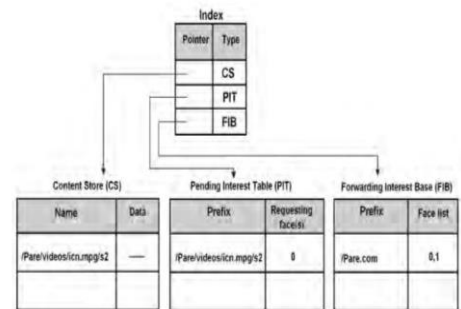 Index
Pointer Type
CS
PIT
FIB
Content Store (CS)
Pending Interest Table (PIT)
Forwarding Interest Base (FIB)
Name Data
/Pare/videos/icn.mpg/s2 —
Prefix Requesting
face(s)
/Pare/videos/icn.mpg/s2 0
Prefix Face list
/Pare.com 0,1